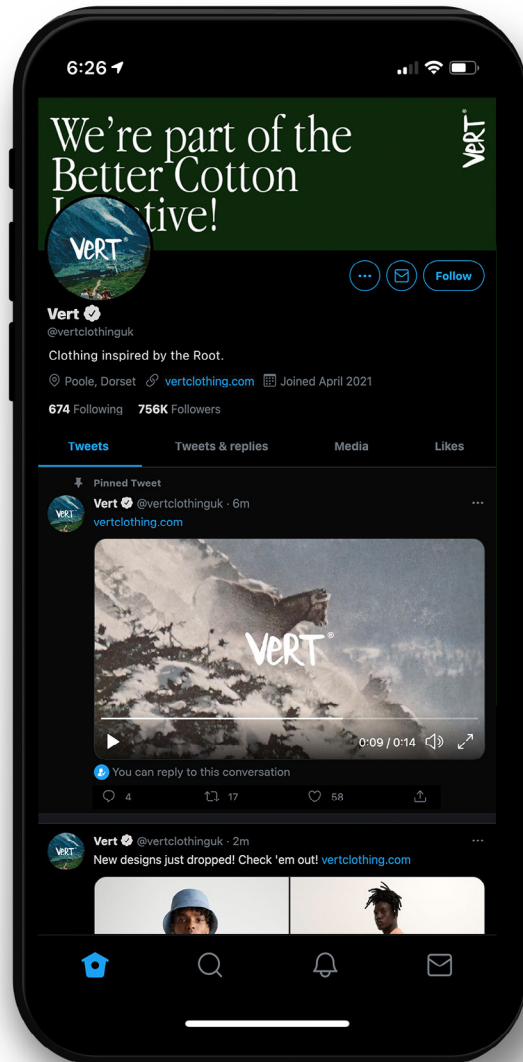 6:26
We're part of the
Better Cotton
tive!
VERT®
VERT®
Follow
Vert
@vertclothinguk
Clothing inspired by the Root.
Poole, Dorset vertclothing.com Joined April 2021
674 Following 756K Followers
Tweets Tweets & replies Media Likes
Pinned Tweet
VERT
Vert @vertclothinguk · 6m
vertclothing.com
VERT®
0:09 / 0:14
You can reply to this conversation
4 17 58
VERT
Vert @vertclothinguk · 2m
New designs just dropped! Check 'em out! vertclothing.com